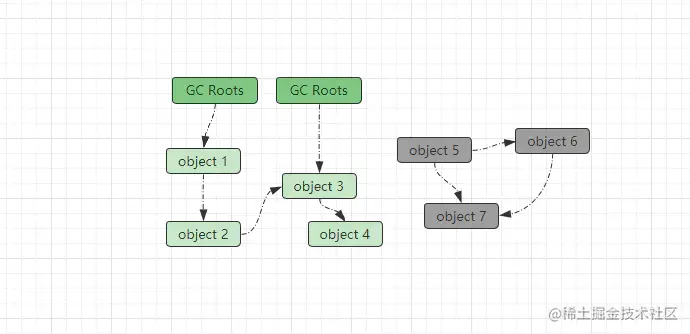 GC Roots
GC Roots
object 1
object 2
object 3
object 4
object 5
object 6
object 7
@稀土掘金技术社区